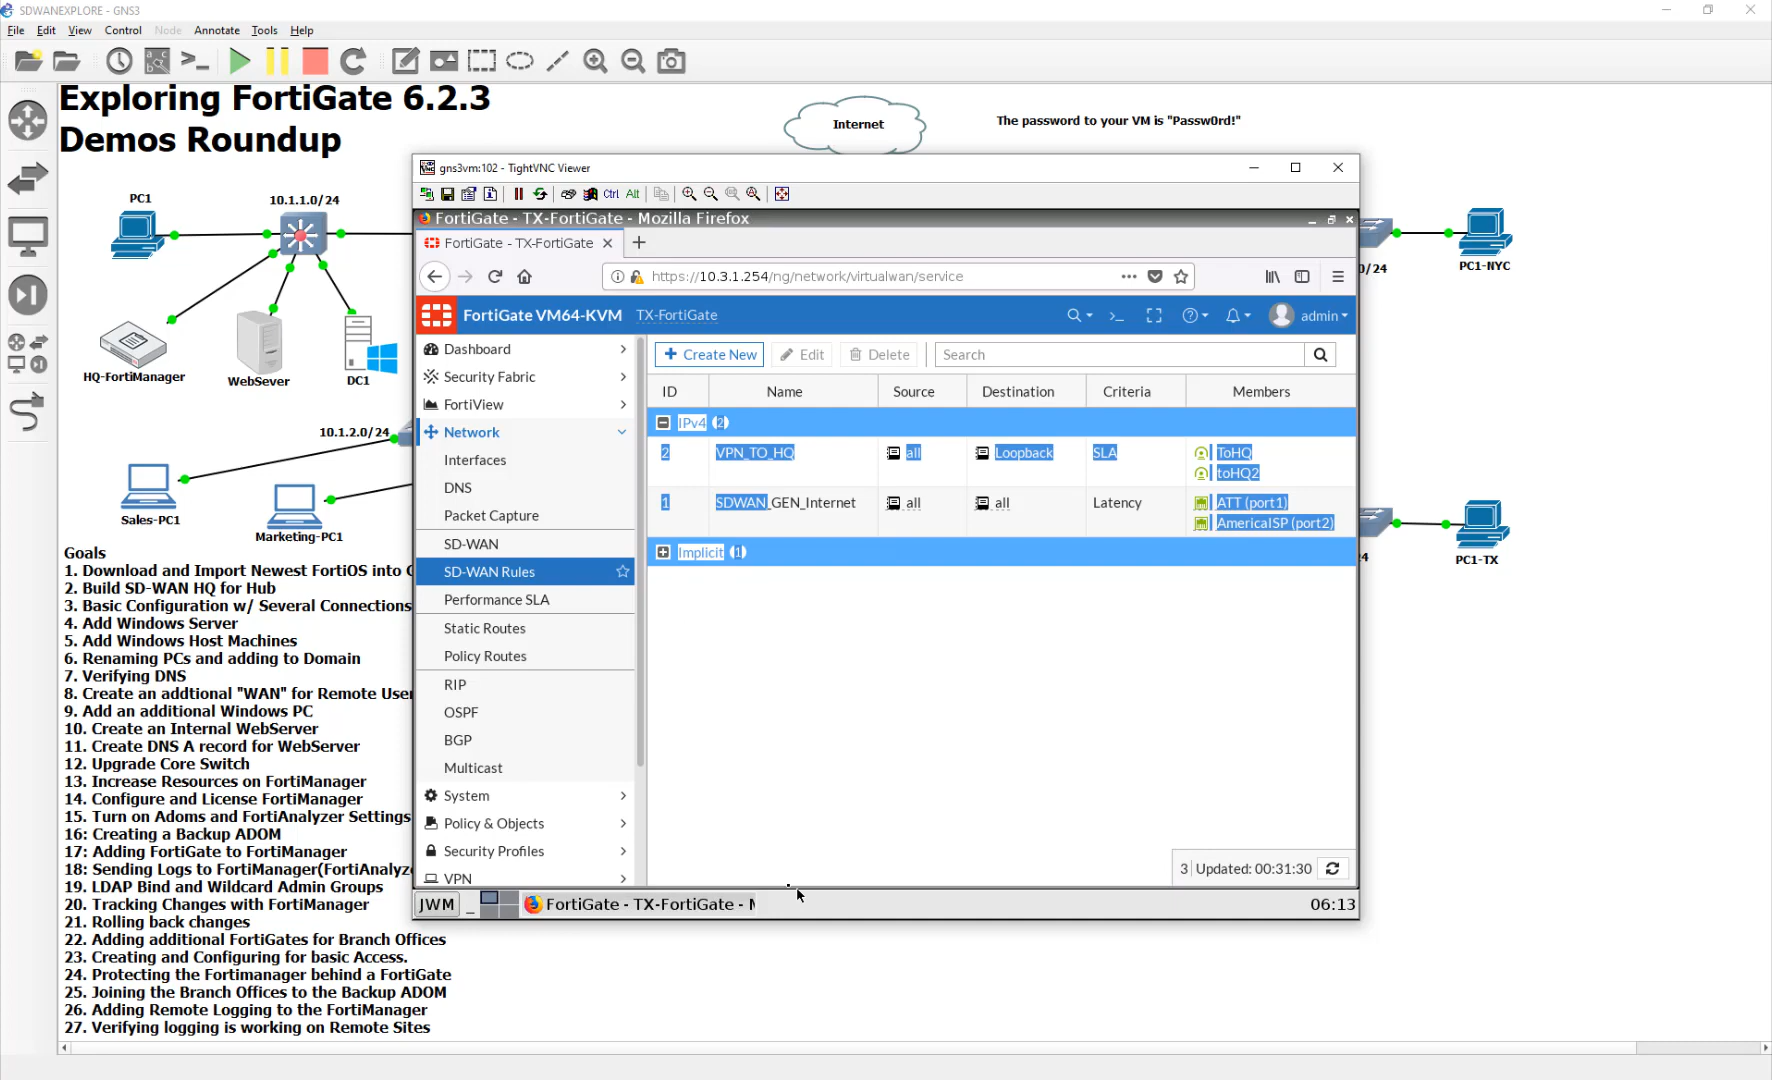 SDWANEXPLORE - GNS3
File Edit View Control Node Annotate Tools Help
Exploring FortiGate 6.2.3
Demos Roundup
Internet
The password to your VM is "Passw0rd!"
PC1
10.1.1.0/24
HQ-FortiManager
WebSever
DC1
10.1.2.0/24
Sales-PC1
Marketing-PC1
0/24
PC1-NYC
PC1-TX
Goals
1. Download and Import Newest FortiOS into
2. Build SD-WAN HQ for Hub
3. Basic Configuration w/ Several Connections
4. Add Windows Server
5. Add Windows Host Machines
6. Renaming PCs and adding to Domain
7. Verifying DNS
8. Create an addtional "WAN" for Remote User
9. Add an additional Windows PC
10. Create an Internal WebServer
11. Create DNS A record for WebServer
12. Upgrade Core Switch
13. Increase Resources on FortiManager
14. Configure and License FortiManager
15. Turn on Adoms and FortiAnalyzer Settings
16: Creating a Backup ADOM
17: Adding FortiGate to FortiManager
18: Sending Logs to FortiManager(FortiAnalyze
19. LDAP Bind and Wildcard Admin Groups
20. Tracking Changes with FortiManager
21. Rolling back changes
22. Adding additional FortiGates for Branch Offices
23. Creating and Configuring for basic Access.
24. Protecting the Fortimanager behind a FortiGate
25. Joining the Branch Offices to the Backup ADOM
26. Adding Remote Logging to the FortiManager
27. Verifying logging is working on Remote Sites
gns3vm:102 - TightVNC Viewer
Ctrl Alt
FortiGate - TX-FortiGate - Mozilla Firefox
FortiGate - TX-FortiGate
https://10.3.1.254/ng/network/virtualwan/service
FortiGate VM64-KVM TX-FortiGate
admin
Dashboard
Security Fabric
FortiView
Network
Interfaces
DNS
Packet Capture
SD-WAN
SD-WAN Rules
Performance SLA
Static Routes
Policy Routes
RIP
OSPF
BGP
Multicast
System
Policy & Objects
Security Profiles
VPN
+ Create New Edit Delete Search
ID Name Source Destination Criteria Members
IPv4 2
2 VPN_TO_HQ all Loopback SLA ToHQ
toHQ2
1 SDWAN_GEN_Internet all all Latency ATT (port1)
AmericaISP (port2)
Implicit 1
3 Updated: 00:31:30
JWM
FortiGate - TX-FortiGate - M
06:13